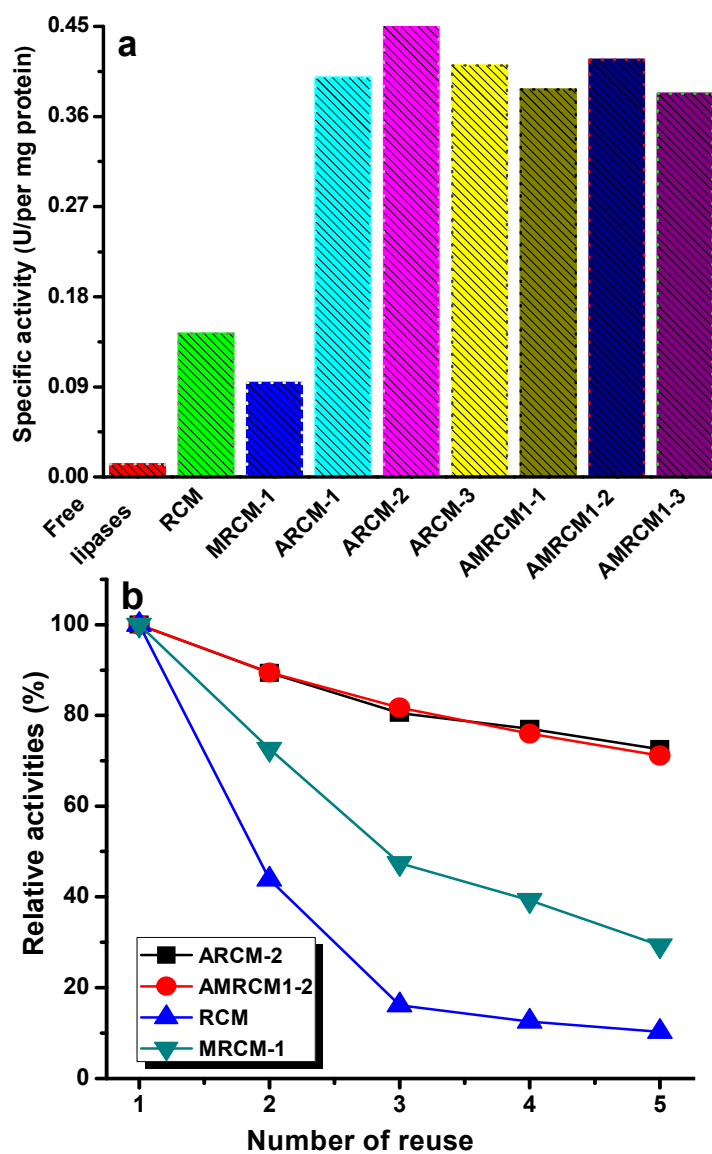 a
Specific activity (U/per mg protein)
0.45
0.36
0.27
0.18
0.09
0.00
Free
lipases
RCM
MRCM-1
ARCM-1
ARCM-2
ARCM-3
AMRCM1-1
AMRCM1-2
AMRCM1-3
b
Relative activities (%)
100
80
60
40
20
0
ARCM-2
AMRCM1-2
RCM
MRCM-1
1 2 3 4 5
Number of reuse